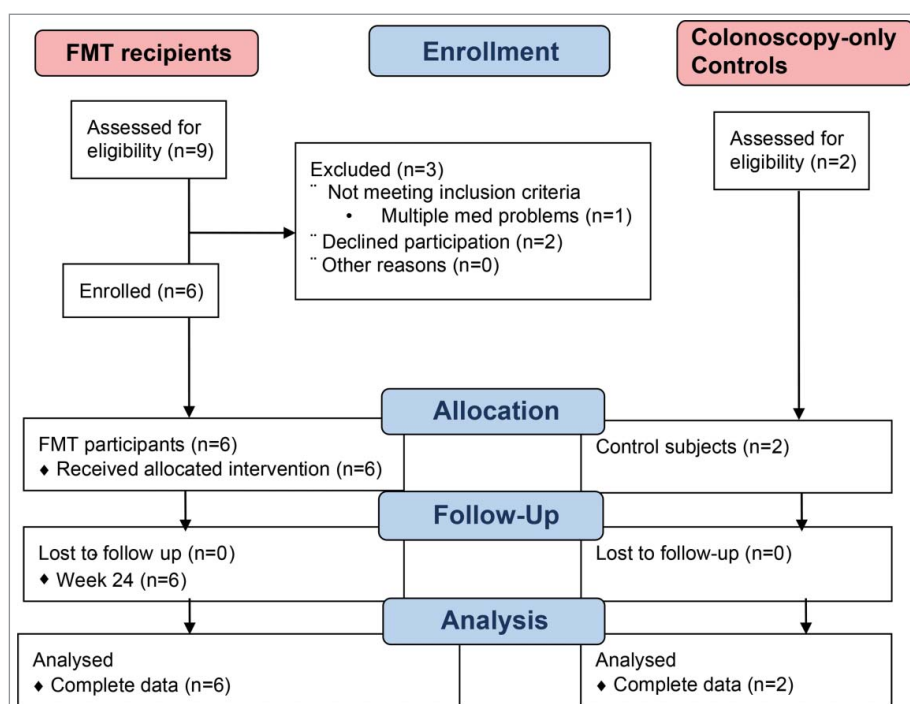 FMT recipients
Enrollment
Colonoscopy-only
Controls
Assessed for
eligibility (n=9)
Assessed for
eligibility (n=2)
Excluded (n=3)
¨ Not meeting inclusion criteria
• Multiple med problems (n=1)
¨ Declined participation (n=2)
¨ Other reasons (n=0)
Enrolled (n=6)
Allocation
FMT participants (n=6)
♦ Received allocated intervention (n=6)
Control subjects (n=2)
Follow-Up
Lost to follow up (n=0)
♦ Week 24 (n=6)
Lost to follow-up (n=0)
Analysis
Analysed
♦ Complete data (n=6)
Analysed
♦ Complete data (n=2)